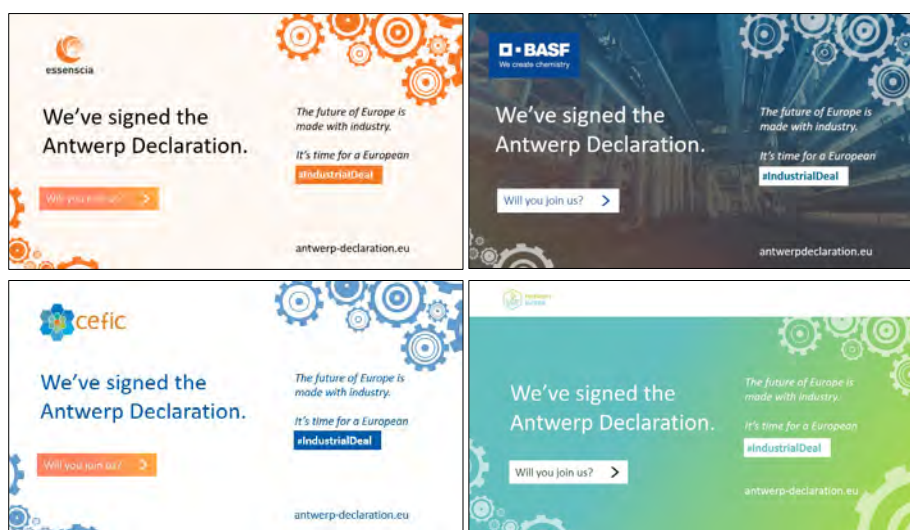 essenscia
We've signed the
Antwerp Declaration.
Will you join us?
The future of Europe is
made with industry.
It's time for a European
#IndustrialDeal
antwerp-declaration.eu
BASF
We create chemistry
We've signed the
Antwerp Declaration.
Will you join us?
The future of Europe is
made with industry.
It's time for a European
#IndustrialDeal
antwerpdeclaration.eu
cefic
We've signed the
Antwerp Declaration.
Will you join us?
The future of Europe is
made with industry.
It's time for a European
#IndustrialDeal
antwerp-declaration.eu
We've signed the
Antwerp Declaration.
Will you join us?
The future of Europe is
made with industry.
It's time for a European
#IndustrialDeal
antwerp-declaration.eu